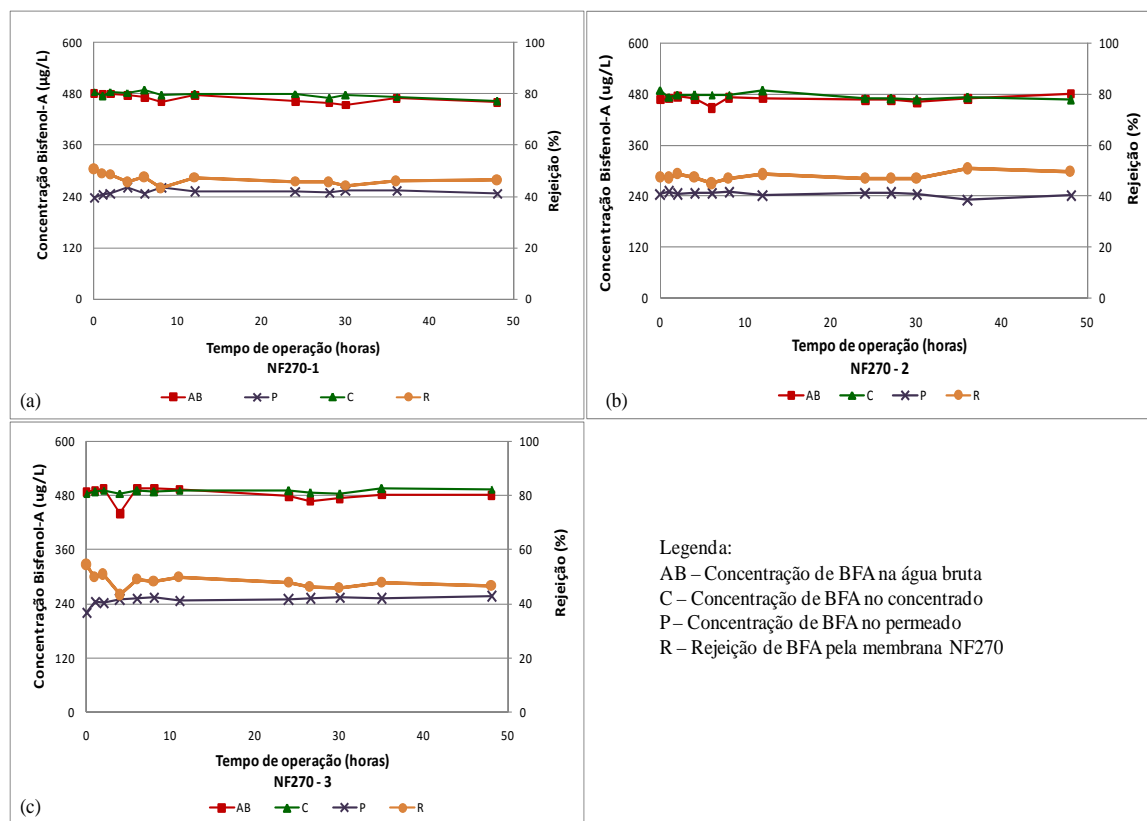 Concentração Bisfenol-A (µg/L)
600
480
360
240
120
0
100
80
60
40
20
0
Rejeição (%)
0 10 20 30 40 50
Tempo de operação (horas)
NF270-1
AB P C R
(a)
Concentração Bisfenol-A (ug/L)
600
480
360
240
120
0
100
80
60
40
20
0
Rejeição (%)
0 10 20 30 40 50
Tempo de operação (horas)
NF270 - 2
AB C P R
(b)
Concentração Bisfenol-A (ug/L)
600
480
360
240
120
0
100
80
60
40
20
0
Rejeição (%)
0 10 20 30 40 50
Tempo de operação (horas)
NF270 - 3
AB C P R
(c)
Legenda:
AB – Concentração de BFA na água bruta
C – Concentração de BFA no concentrado
P – Concentração de BFA no permeado
R – Rejeição de BFA pela membrana NF270